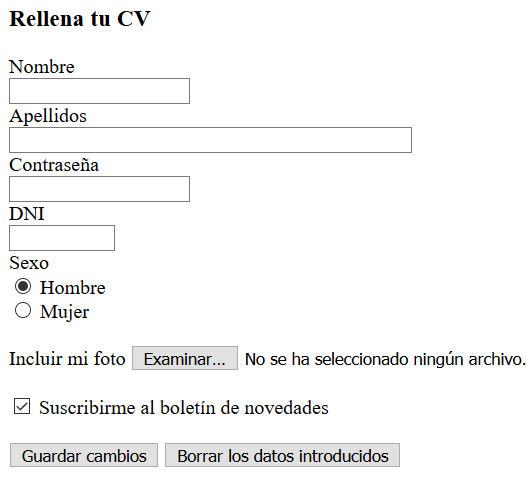 Rellena tu CV
Nombre
Apellidos
Contraseña
DNI
Sexo
Hombre
Mujer
Incluir mi foto Examinar... No se ha seleccionado ningún archivo.
Suscribirme al boletín de novedades
Guardar cambios Borrar los datos introducidos